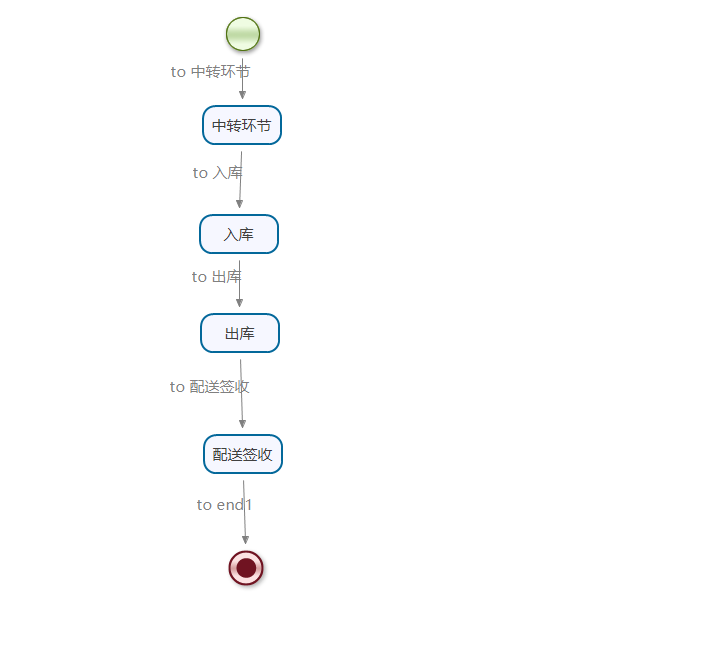 to 中转环节
中转环节
to 入库
入库
to 出库
出库
to 配送签收
配送签收
to end1